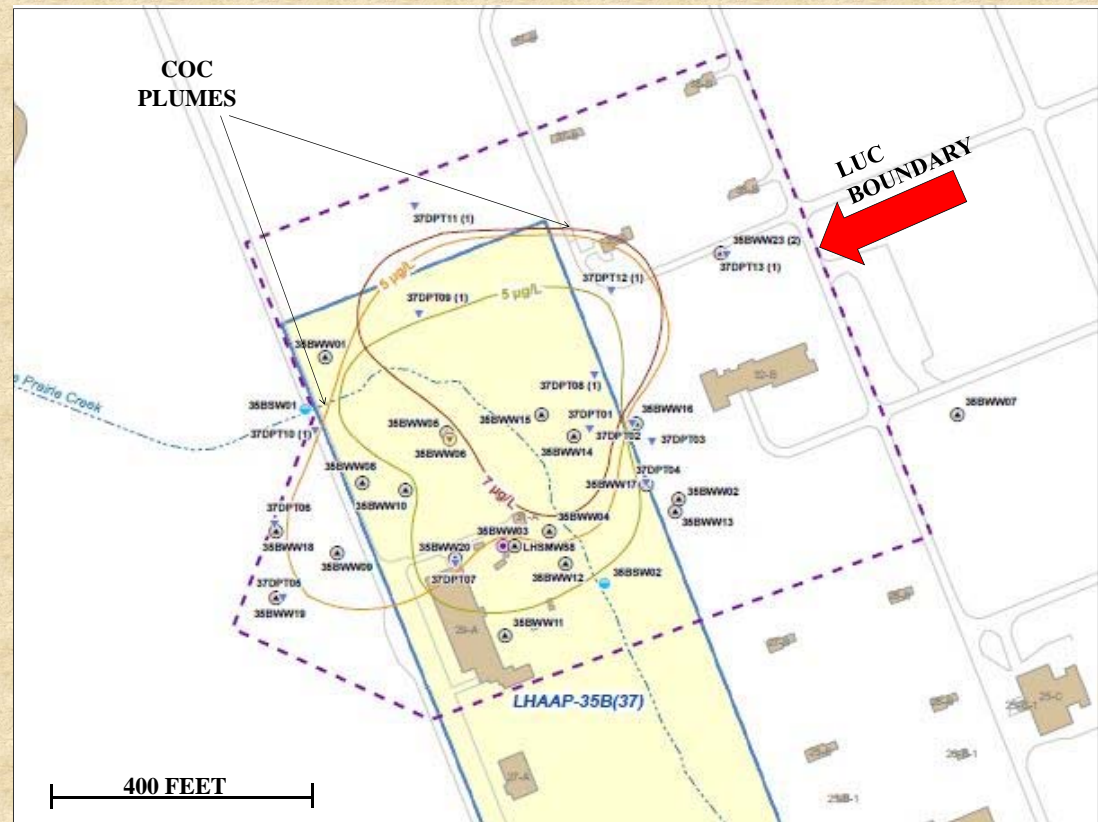 COC
PLUMES
LUC
BOUNDARY
37DPT11 (1)
35BWW23 (2)
37DPT13 (1)
5 µg/L
37DPT12 (1)
5 µg/L
37DPT09 (1)
35BWW01
Prairie Creek
37DPT08 (1)
35BSW01
35BWW07
35BWW15
37DPT01
35BWW16
35BWW05
37DPT10 (1)
37DPT02
37DPT03
35BWW06
35BWW14
35BWW08
37DPT04
35BWW17
7 µg/L
35BWW10
35BWW02
37DPT06
35BWW13
35BWW04
35BWW03
35BWW18
LHSMW58
35BWW20
35BWW09
35BWW12
37DPT07
35BSW02
37DPT05
35BWW19
29-A
35BWW11
LHAAP-35B(37)
25-C
27-A
400 FEET